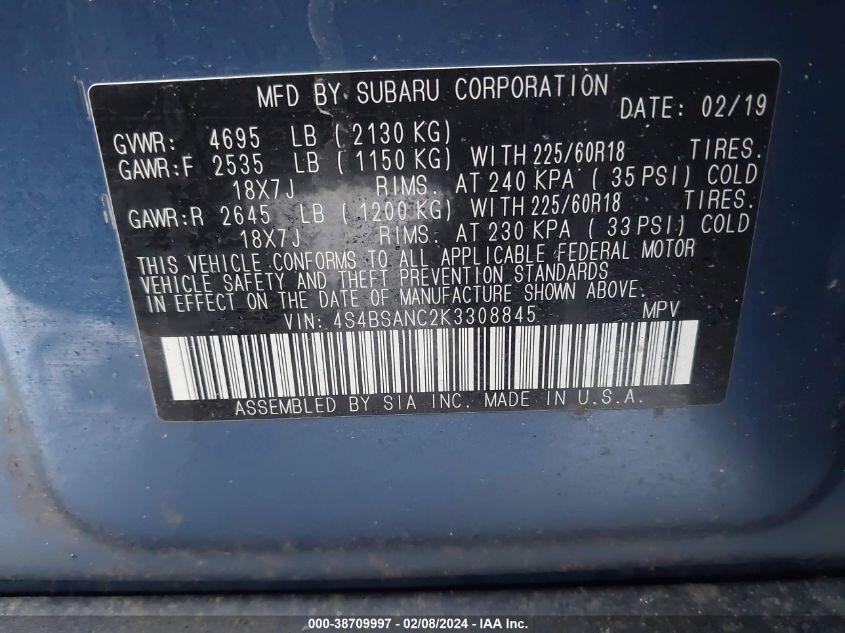 MFD BY SUBARU CORPORATION DATE: 02/19
GVWR: 4695 LB ( 2130 KG)
GAWR:F 2535 LB ( 1150 KG) WITH 225/60R18 TIRES.
18X7J RIMS. AT 240 KPA ( 35 PSI) COLD
GAWR:R 2645 LB ( 1200 KG) WITH 225/60R18 TIRES.
18X7J RIMS. AT 230 KPA ( 33 PSI) COLD
THIS VEHICLE CONFORMS TO ALL APPLICABLE FEDERAL MOTOR
VEHICLE SAFETY AND THEFT PREVENTION STANDARDS
IN EFFECT ON THE DATE OF MANUFACTURE SHOWN ABOVE.
VIN: 4S4BSANC2K3308845 MPV
ASSEMBLED BY SIA INC. MADE IN U.S.A.
000-38709997 - 02/08/2024 - IAA Inc.